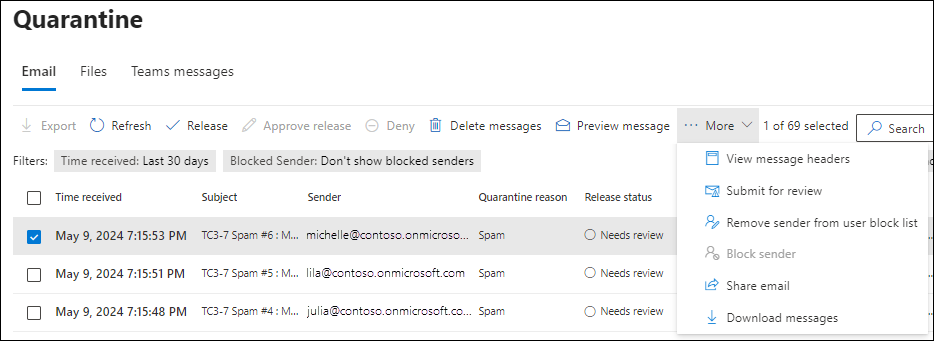 Quarantine
Email Files Teams messages
Export Refresh Release Approve release Deny Delete messages Preview message ··· More 1 of 69 selected Search
Filters: Time received: Last 30 days Blocked Sender: Don't show blocked senders
View message headers
Submit for review
Remove sender from user block list
Block sender
Share email
Download messages
Time received Subject Sender Quarantine reason Release status
May 9, 2024 7:15:53 PM TC3-7 Spam #6 : M... michelle@contoso.onmicroso... Spam Needs review
May 9, 2024 7:15:51 PM TC3-7 Spam #5 : M... lila@contoso.onmicrosoft.com Spam Needs review
May 9, 2024 7:15:48 PM TC3-7 Spam #4 : M... julia@contoso.onmicrosoft.co... Spam Needs review